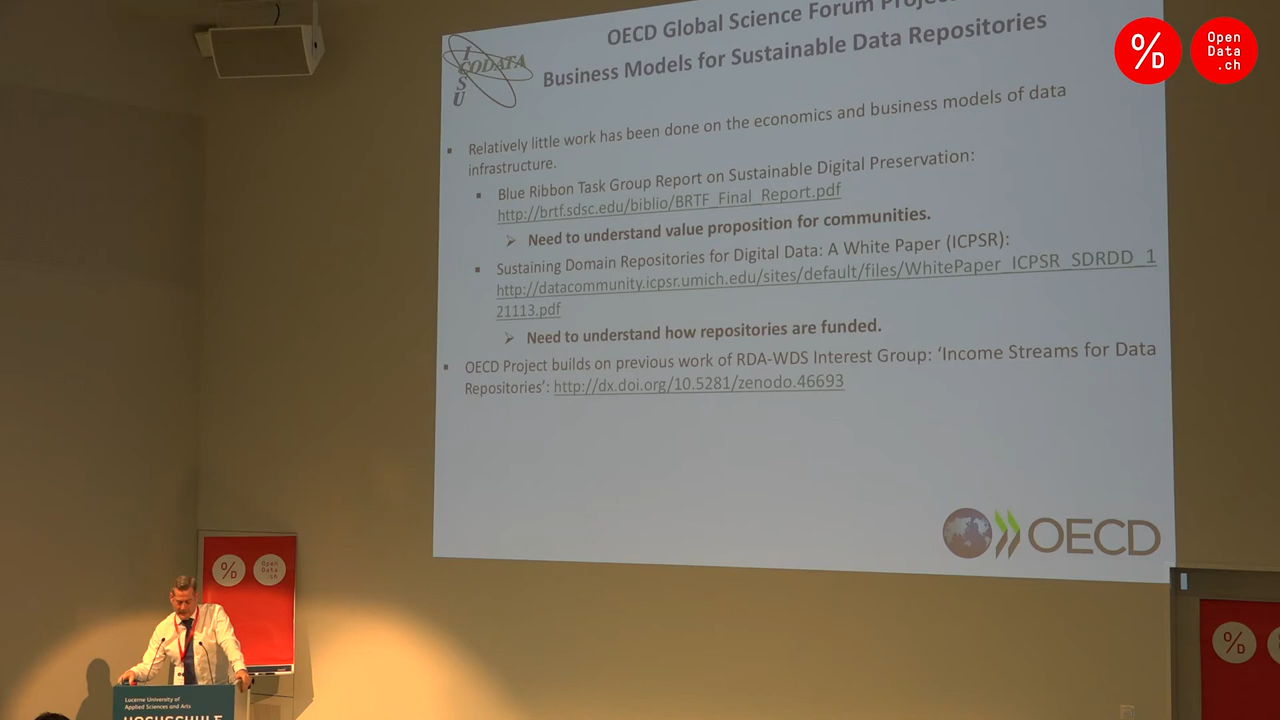 OECD Global Science Forum
Business Models for Sustainable Data Repositories
I
CODATA
S
U
▪ Relatively little work has been done on the economics and business models of data
infrastructure.
▪ Blue Ribbon Task Group Report on Sustainable Digital Preservation:
http://brtf.sdsc.edu/biblio/BRTF_Final_Report.pdf
➢ Need to understand value proposition for communities.
▪ Sustaining Domain Repositories for Digital Data: A White Paper (ICPSR):
http://datacommunity.icpsr.umich.edu/sites/default/files/WhitePaper_ICPSR_SDRDD_1
21113.pdf
➢ Need to understand how repositories are funded.
▪ OECD Project builds on previous work of RDA-WDS Interest Group: ‘Income Streams for Data
Repositories’: http://dx.doi.org/10.5281/zenodo.46693
OECD
%D
Open
Data
.ch
%D
Open
Data
.ch
%D
Lucerne University of
Applied Sciences and Arts
HOCHSCHULE